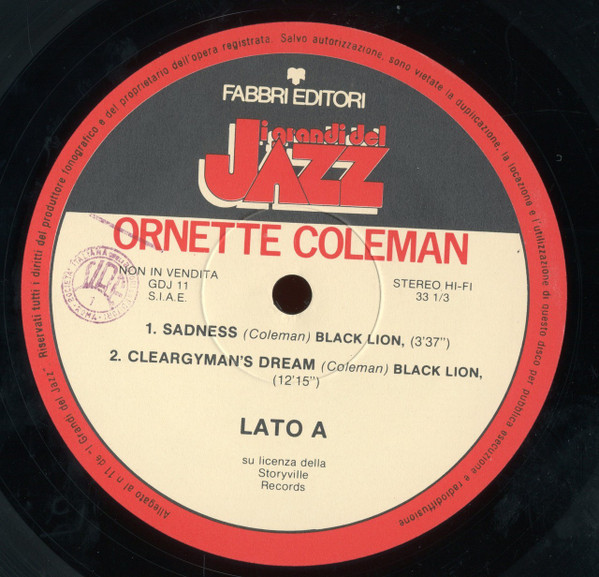 Riservati tutti i diritti del produttore fonografico e del proprietario dell'opera registrata. Salvo autorizzazione, sono vietate la duplicazione, la locazione e l'utilizzazione di questo disco per pubblica esecuzione e radiodiffusione
FABBRI EDITORI
i grandi del
JAZZ
ORNETTE COLEMAN
NON IN VENDITA
GDJ 11
S.I.A.E.
STEREO HI-FI
33 1/3
1. SADNESS (Coleman) BLACK LION, (3'37")
2. CLEARGYMAN'S DREAM (Coleman) BLACK LION,
(12'15")
LATO A
su licenza della
Storyville
Records
Allegato al n 11 de "I Grandi del Jazz" -